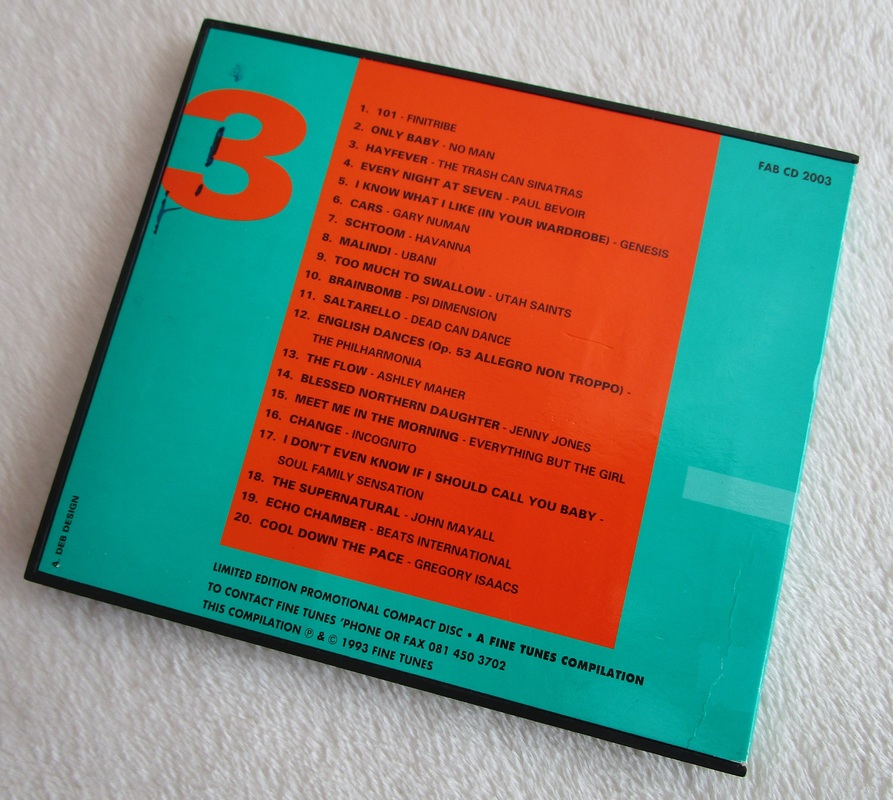 3
FAB CD 2003
1. 101 - FINITRIBE
2. ONLY BABY - NO MAN
3. HAYFEVER - THE TRASH CAN SINATRAS
4. EVERY NIGHT AT SEVEN - PAUL BEVOIR
5. I KNOW WHAT I LIKE (IN YOUR WARDROBE) - GENESIS
6. CARS - GARY NUMAN
7. SCHTOOM - HAVANNA
8. MALINDI - UBANI
9. TOO MUCH TO SWALLOW - UTAH SAINTS
10. BRAINBOMB - PSI DIMENSION
11. SALTARELLO - DEAD CAN DANCE
12. ENGLISH DANCES (Op. 53 ALLEGRO NON TROPPO) -
THE PHILHARMONIA
13. THE FLOW - ASHLEY MAHER
14. BLESSED NORTHERN DAUGHTER - JENNY JONES
15. MEET ME IN THE MORNING - EVERYTHING BUT THE GIRL
16. CHANGE - INCOGNITO
17. I DON'T EVEN KNOW IF I SHOULD CALL YOU BABY -
SOUL FAMILY SENSATION
18. THE SUPERNATURAL - JOHN MAYALL
19. ECHO CHAMBER - BEATS INTERNATIONAL
20. COOL DOWN THE PACE - GREGORY ISAACS
LIMITED EDITION PROMOTIONAL COMPACT DISC • A FINE TUNES COMPILATION
TO CONTACT FINE TUNES 'PHONE OR FAX 081 450 3702
THIS COMPILATION ℗ & © 1993 FINE TUNES
DEB DESIGN